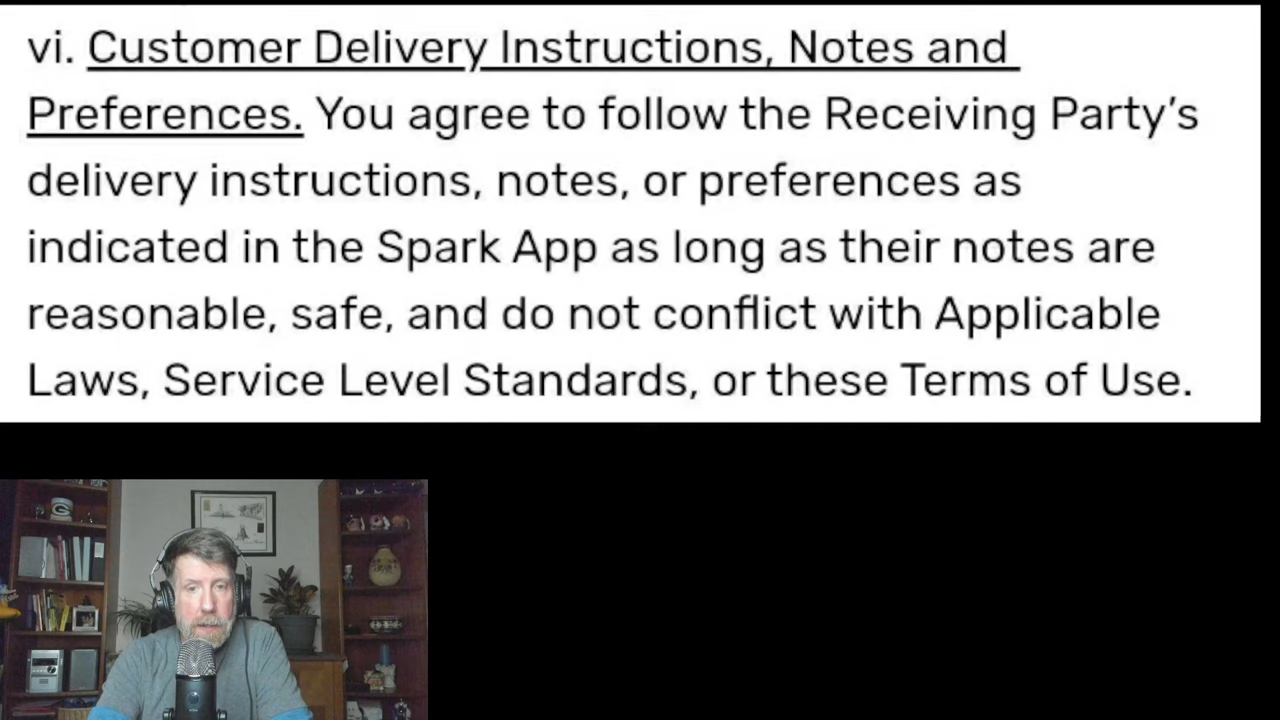 vi. Customer Delivery Instructions, Notes and
Preferences. You agree to follow the Receiving Party’s
delivery instructions, notes, or preferences as
indicated in the Spark App as long as their notes are
reasonable, safe, and do not conflict with Applicable
Laws, Service Level Standards, or these Terms of Use.